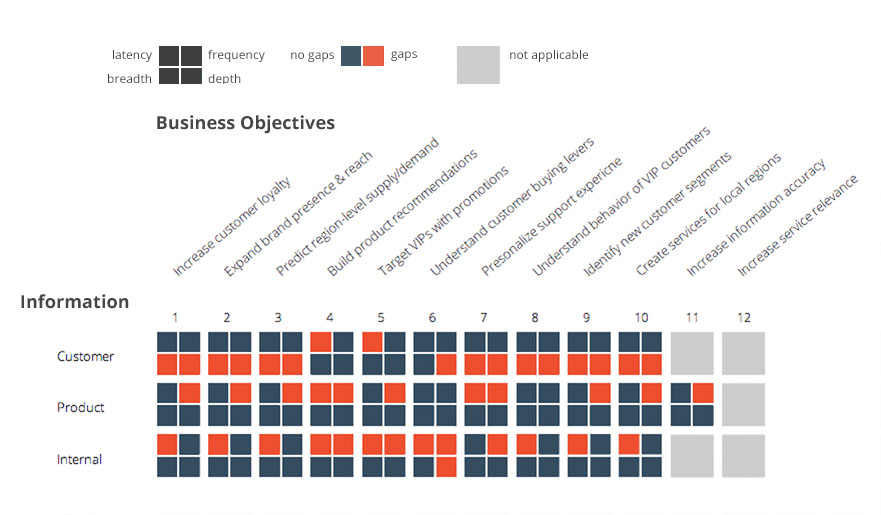 latency frequency no gaps gaps not applicable
breadth depth
Business Objectives
Increase customer loyalty
Expand brand presence & reach
Predict region-level supply/demand
Build product recommendations
Target VIPs with promotions
Understand customer buying levers
Presonalize support expericne
Understand behavior of VIP customers
Identify new customer segments
Create services for local regions
Increase information accuracy
Increase service relevance
Information
1 2 3 4 5 6 7 8 9 10 11 12
Customer
Product
Internal